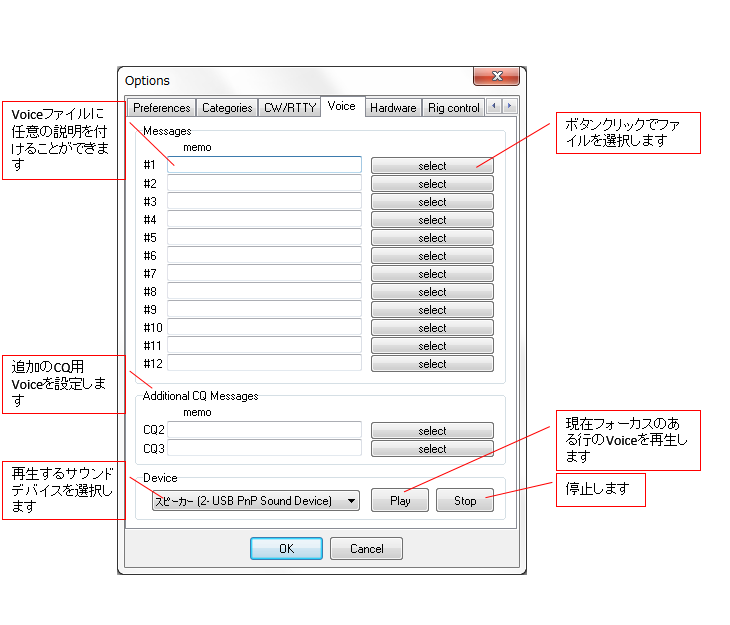 Options
Preferences Categories CW/RTTY Voice Hardware Rig control
Voiceファイルに
任意の説明を付
けることができま
す
ボタンクリックでファ
イルを選択します
Messages
memo
#1 select
#2 select
#3 select
#4 select
#5 select
#6 select
#7 select
#8 select
#9 select
#10 select
#11 select
#12 select
追加のCQ用
Voiceを設定しま
す
Additional CQ Messages
memo
CQ2 select
CQ3 select
現在フォーカスのあ
る行のVoiceを再生し
ます
再生するサウンド
デバイスを選択し
ます
Device
スピーカー (2- USB PnP Sound Device) Play Stop
停止します
OK Cancel